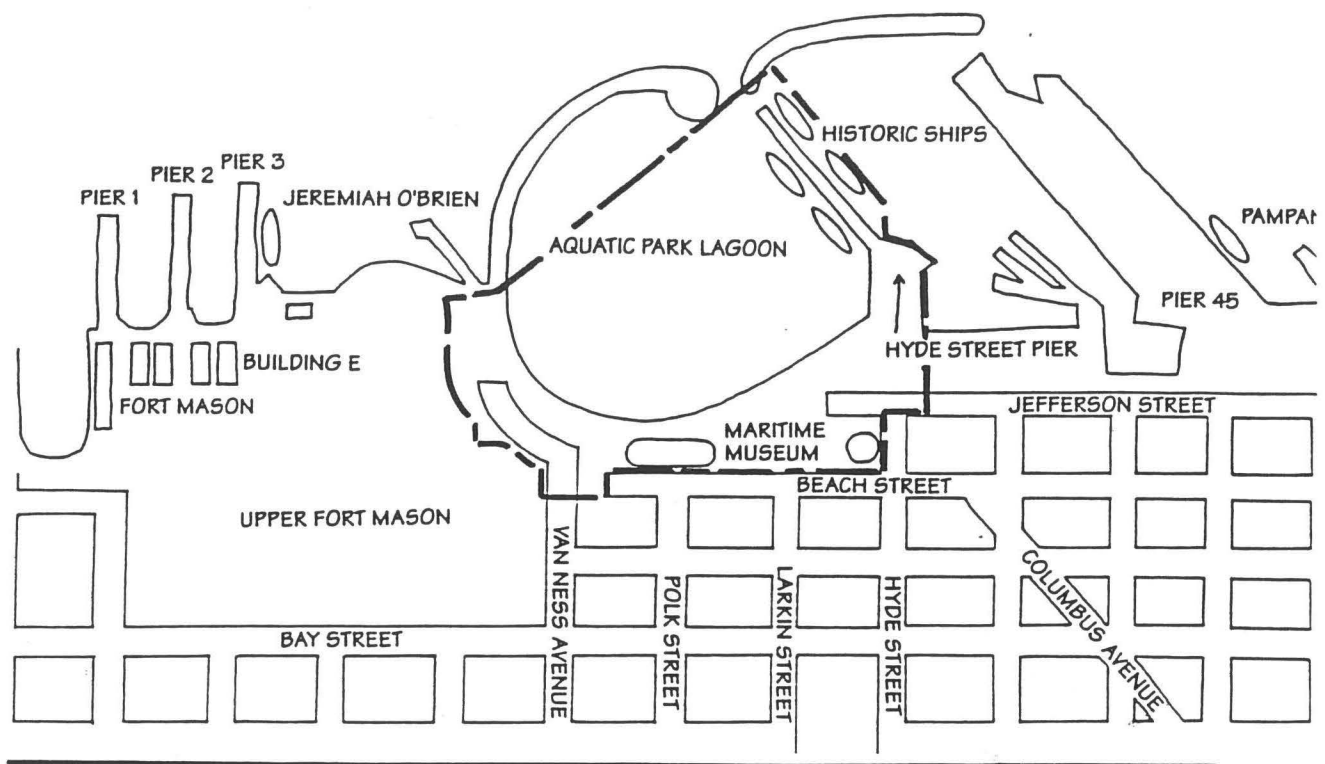 HISTORIC SHIPS
PIER 3
PIER 2
PIER 1
JEREMIAH O'BRIEN
AQUATIC PARK LAGOON
PAMPAN
PIER 45
HYDE STREET PIER
BUILDING E
FORT MASON
JEFFERSON STREET
MARITIME
MUSEUM
BEACH STREET
UPPER FORT MASON
VAN NESS AVENUE
POLK STREET
LARKIN STREET
HYDE STREET
COLUMBUS AVENUE
BAY STREET